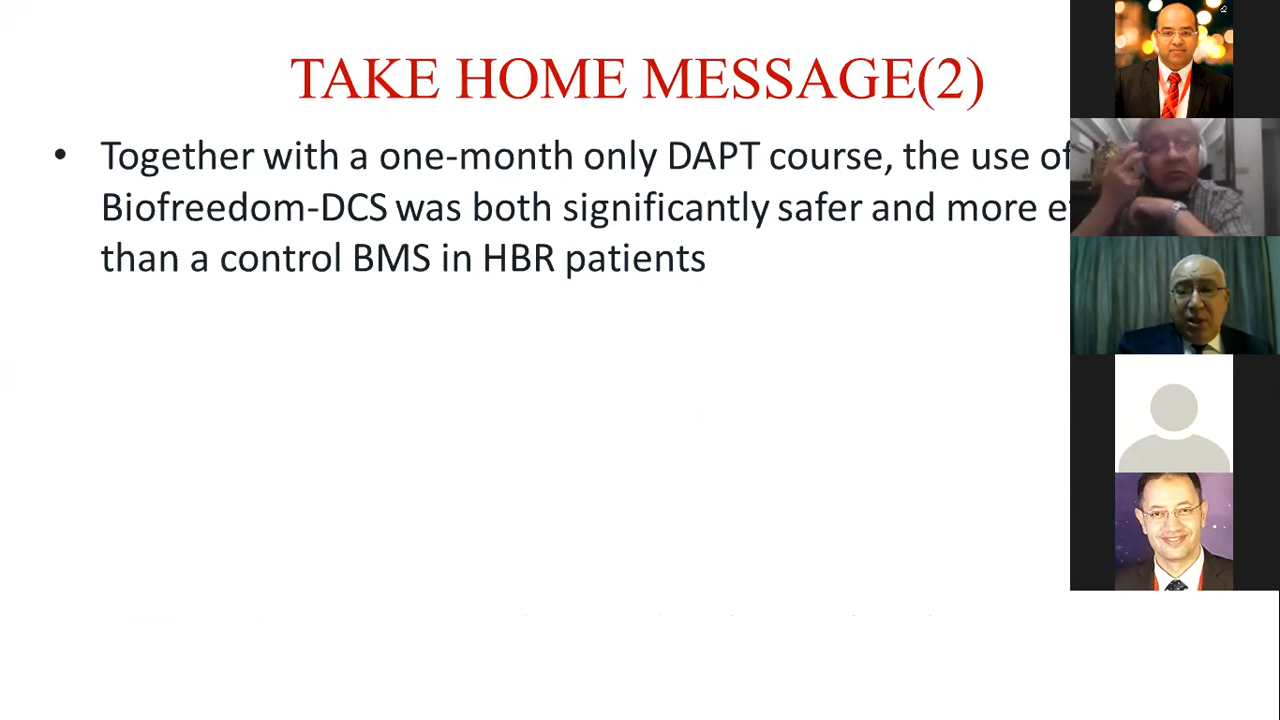 TAKE HOME MESSAGE(2)
• Together with a one-month only DAPT course, the use of
Biofreedom-DCS was both significantly safer and more
than a control BMS in HBR patients